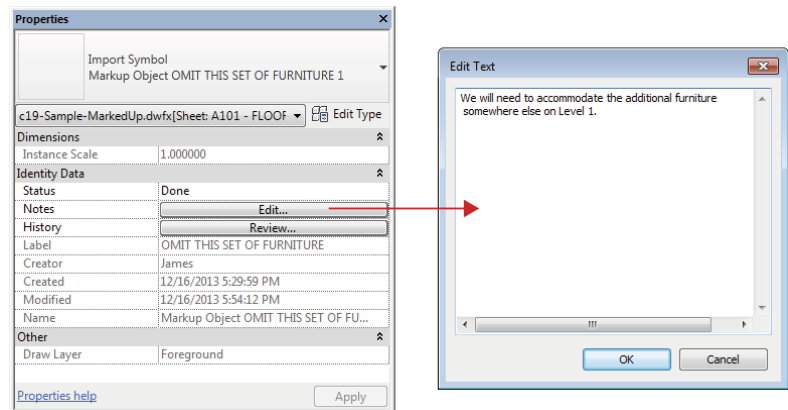 Properties
Import Symbol
Markup Object OMIT THIS SET OF FURNITURE 1
c19-Sample-MarkedUp.dwfx[Sheet: A101 - FLOOF
Edit Type
Dimensions
Instance Scale 1.000000
Identity Data
Status Done
Notes Edit...
History Review...
Label OMIT THIS SET OF FURNITURE
Creator James
Created 12/16/2013 5:29:59 PM
Modified 12/16/2013 5:54:12 PM
Name Markup Object OMIT THIS SET OF FU...
Other
Draw Layer Foreground
Properties help
Apply
Edit Text
We will need to accommodate the additional furniture
somewhere else on Level 1.
OK
Cancel